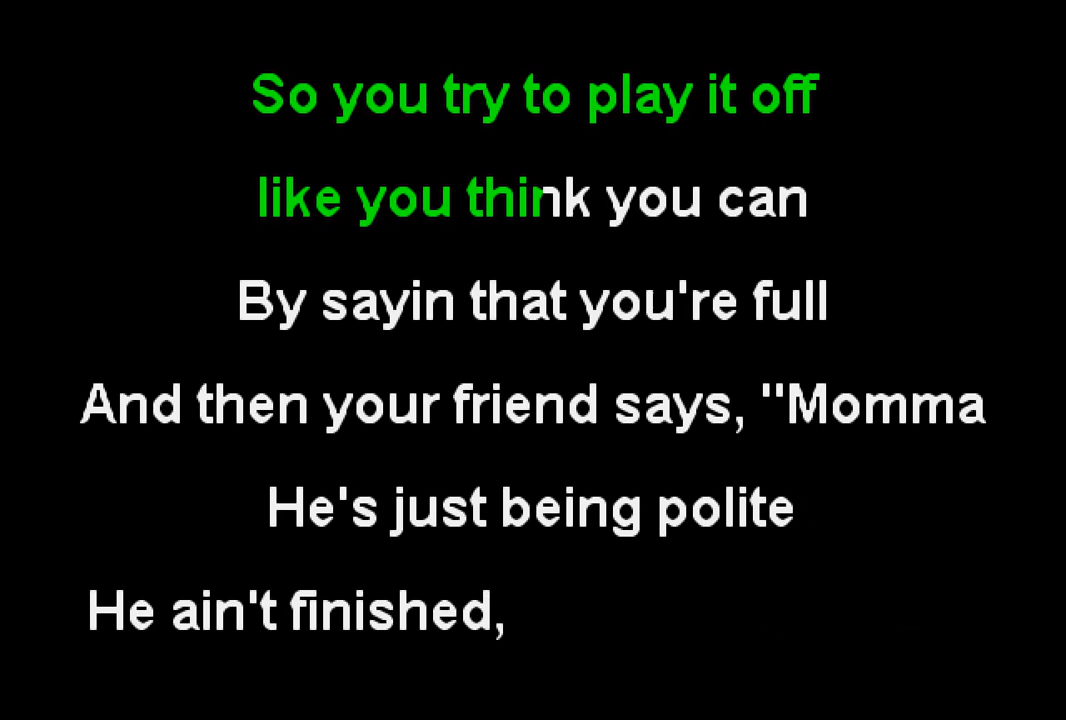 So you try to play it off
like you think you can
By sayin that you're full
And then your friend says, "Momma
He's just being polite
He ain't finished,